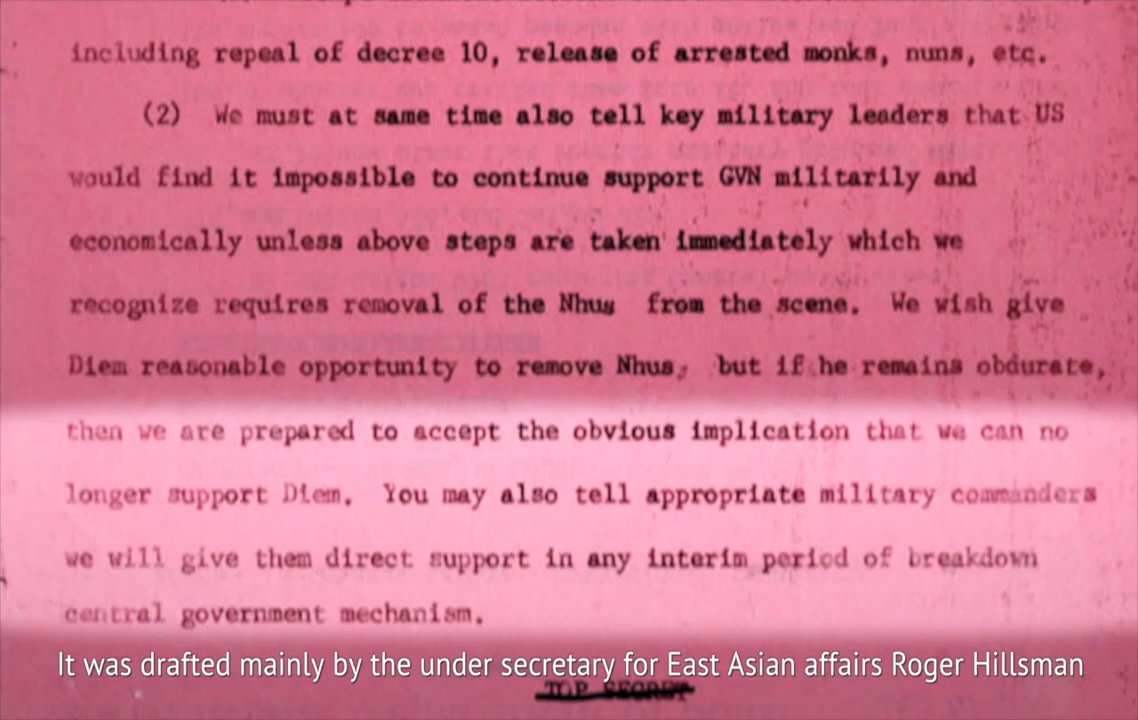 including repeal of decree 10, release of arrested monks, nuns, etc.
(2) We must at same time also tell key military leaders that US
would find it impossible to continue support GVN militarily and
economically unless above steps are taken immediately which we
recognize requires removal of the Nhus from the scene. We wish give
Diem reasonable opportunity to remove Nhus, but if he remains obdurate,
then we are prepared to accept the obvious implication that we can no
longer support Diem. You may also tell appropriate military commanders
we will give them direct support in any interim period of breakdown
central government mechanism.
It was drafted mainly by the under secretary for East Asian affairs Roger Hillsman
TOP SECRET